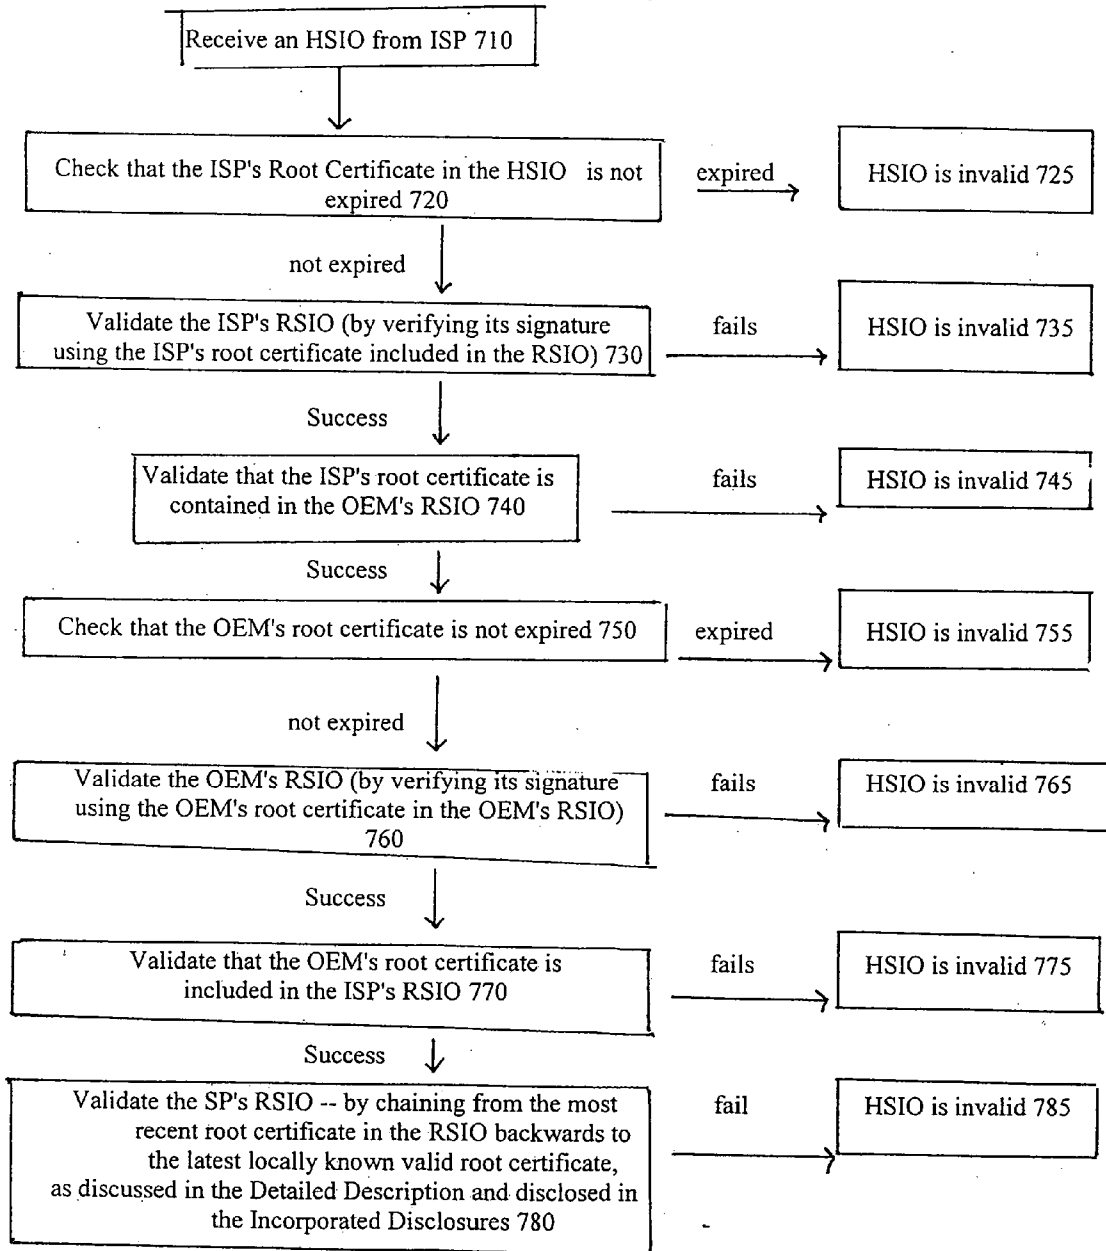 Receive an HSIO from ISP 710
Check that the ISP's Root Certificate in the HSIO is not
expired 720
expired
HSIO is invalid 725
not expired
Validate the ISP's RSIO (by verifying its signature
using the ISP's root certificate included in the RSIO) 730
fails
HSIO is invalid 735
Success
Validate that the ISP's root certificate is
contained in the OEM's RSIO 740
fails
HSIO is invalid 745
Success
Check that the OEM's root certificate is not expired 750
expired
HSIO is invalid 755
not expired
Validate the OEM's RSIO (by verifying its signature
using the OEM's root certificate in the OEM's RSIO)
760
fails
HSIO is invalid 765
Success
Validate that the OEM's root certificate is
included in the ISP's RSIO 770
fails
HSIO is invalid 775
Success
Validate the SP's RSIO -- by chaining from the most
recent root certificate in the RSIO backwards to
the latest locally known valid root certificate,
as discussed in the Detailed Description and disclosed in
the Incorporated Disclosures 780
fail
HSIO is invalid 785